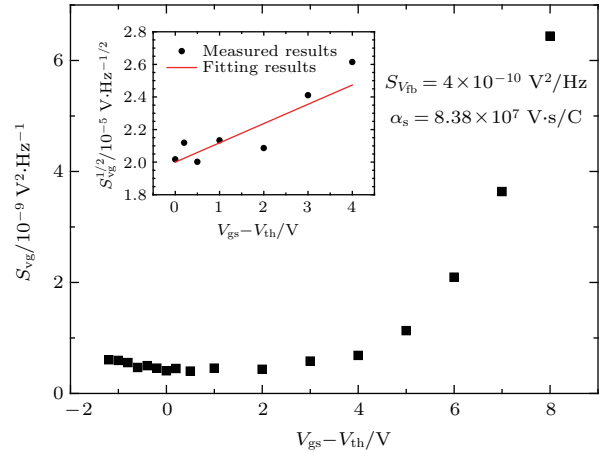 6
4
2
0
−2
0
2
4
6
8
S_vg/10^−9 V^2·Hz^−1
V_gs−V_th/V
2.8
2.6
2.4
2.2
2.0
1.8
0
1
2
3
4
S_vg^1/2/10^−5 V·Hz^−1/2
V_gs−V_th/V
Measured results
Fitting results
S_Vfb = 4×10^−10 V^2/Hz
α_s = 8.38×10^7 V·s/C